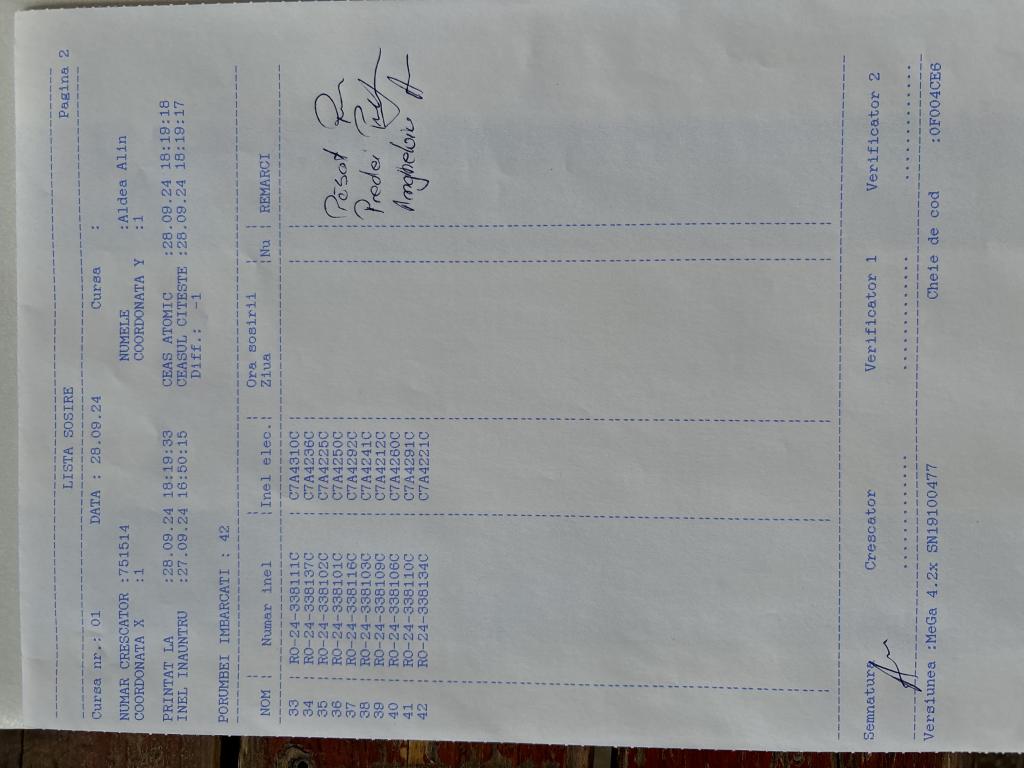 LISTA SOSIRE Pagina 2
Cursa nr.: 01 DATA : 28.09.24 Cursa :
NUMAR CRESCATOR :751514 NUMELE :Aldea Alin
COORDONATA X :1 COORDONATA Y :1
PRINTAT LA :28.09.24 18:19:33 CEAS ATOMIC :28.09.24 18:19:18
INEL INAUNTRU :27.09.24 16:50:15 CEASUL CITESTE :28.09.24 18:19:17
Diff.: -1
PORUMBEI IMBARCATI : 42
Ora sosirii
NOM | Numar inel |Inel elec.| Ziua |Nu | REMARCI
33 |RO-24-338111C |C7A4310C
34 |RO-24-338137C |C7A4236C
35 |RO-24-338102C |C7A4225C
36 |RO-24-338101C |C7A4250C Păsat
37 |RO-24-338116C |C7A4292C
38 |RO-24-338103C |C7A4241C Predai
39 |RO-24-338109C |C7A4212C
40 |RO-24-338106C |C7A4260C
41 |RO-24-338110C |C7A4291C
42 |RO-24-338134C |C7A4221C
Semnatura Crescator Verificator 1 Verificator 2
Versiunea :MeGa 4.2x SN19100477 Cheie de cod :0F004CE6